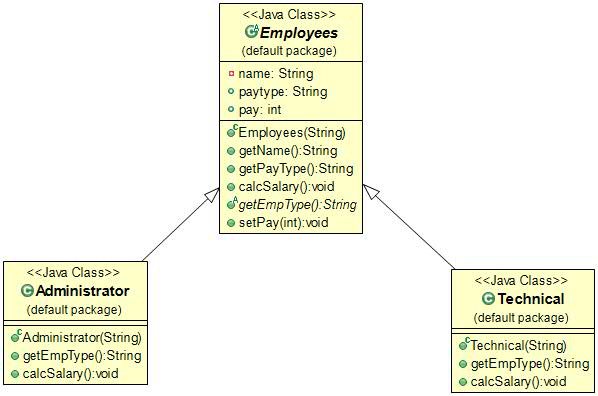 <<Java Class>>
Employees
(default package)
name: String
paytype: String
pay: int
Employees(String)
getName():String
getPayType():String
calcSalary():void
getEmpType():String
setPay(int):void
<<Java Class>>
Administrator
(default package)
Administrator(String)
getEmpType():String
calcSalary():void
<<Java Class>>
Technical
(default package)
Technical(String)
getEmpType():String
calcSalary():void